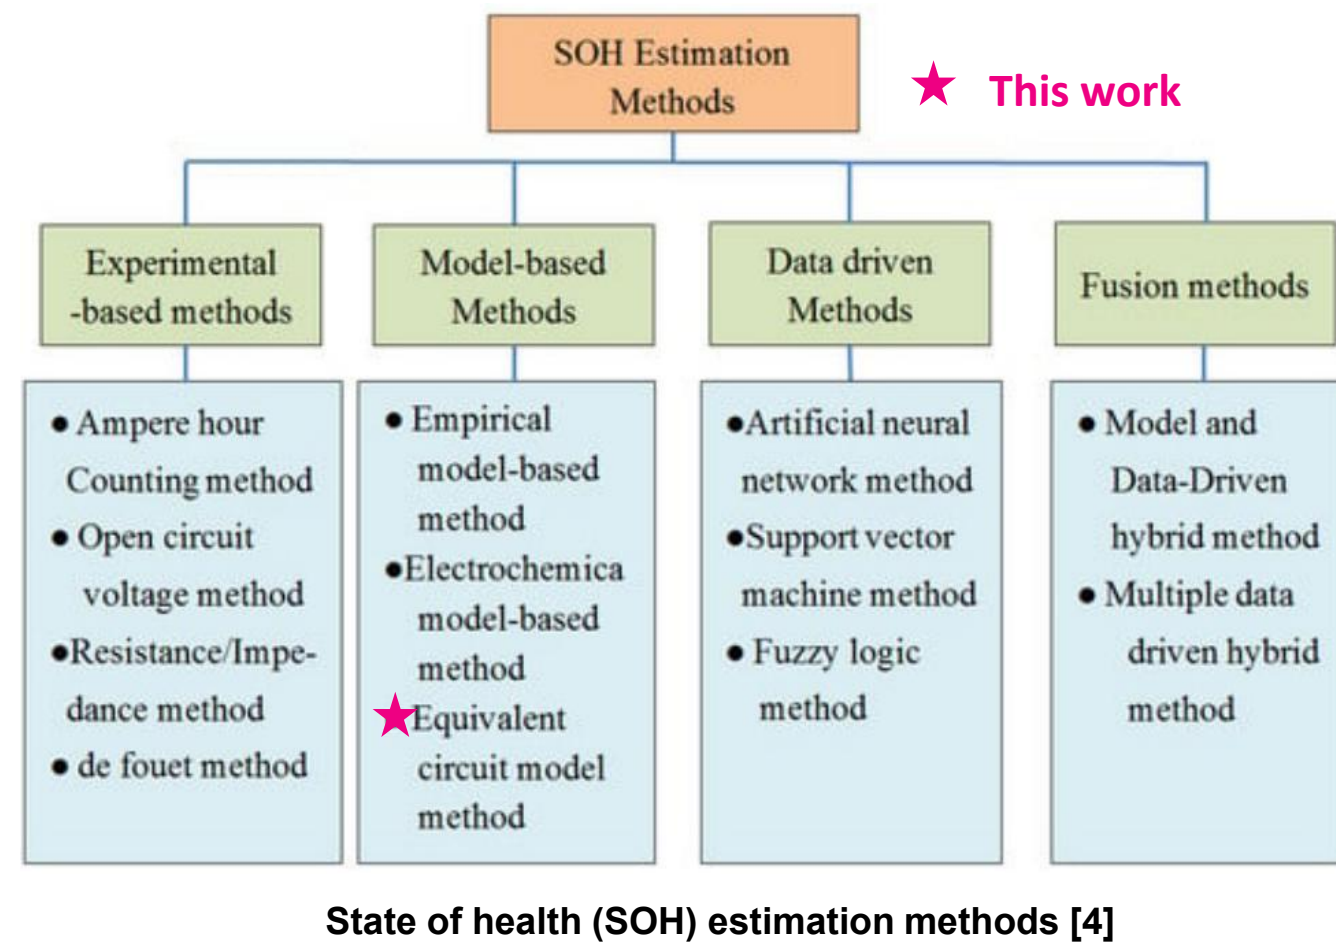 SOH Estimation
Methods
★ This work
Experimental
-based methods
Model-based
Methods
Data driven
Methods
Fusion methods
● Ampere hour
Counting method
● Open circuit
voltage method
●Resistance/Impe-
dance method
● de fouet method
● Empirical
model-based
method
●Electrochemica
model-based
method
★Equivalent
circuit model
method
●Artificial neural
network method
●Support vector
machine method
● Fuzzy logic
method
● Model and
Data-Driven
hybrid method
● Multiple data
driven hybrid
method
State of health (SOH) estimation methods [4]